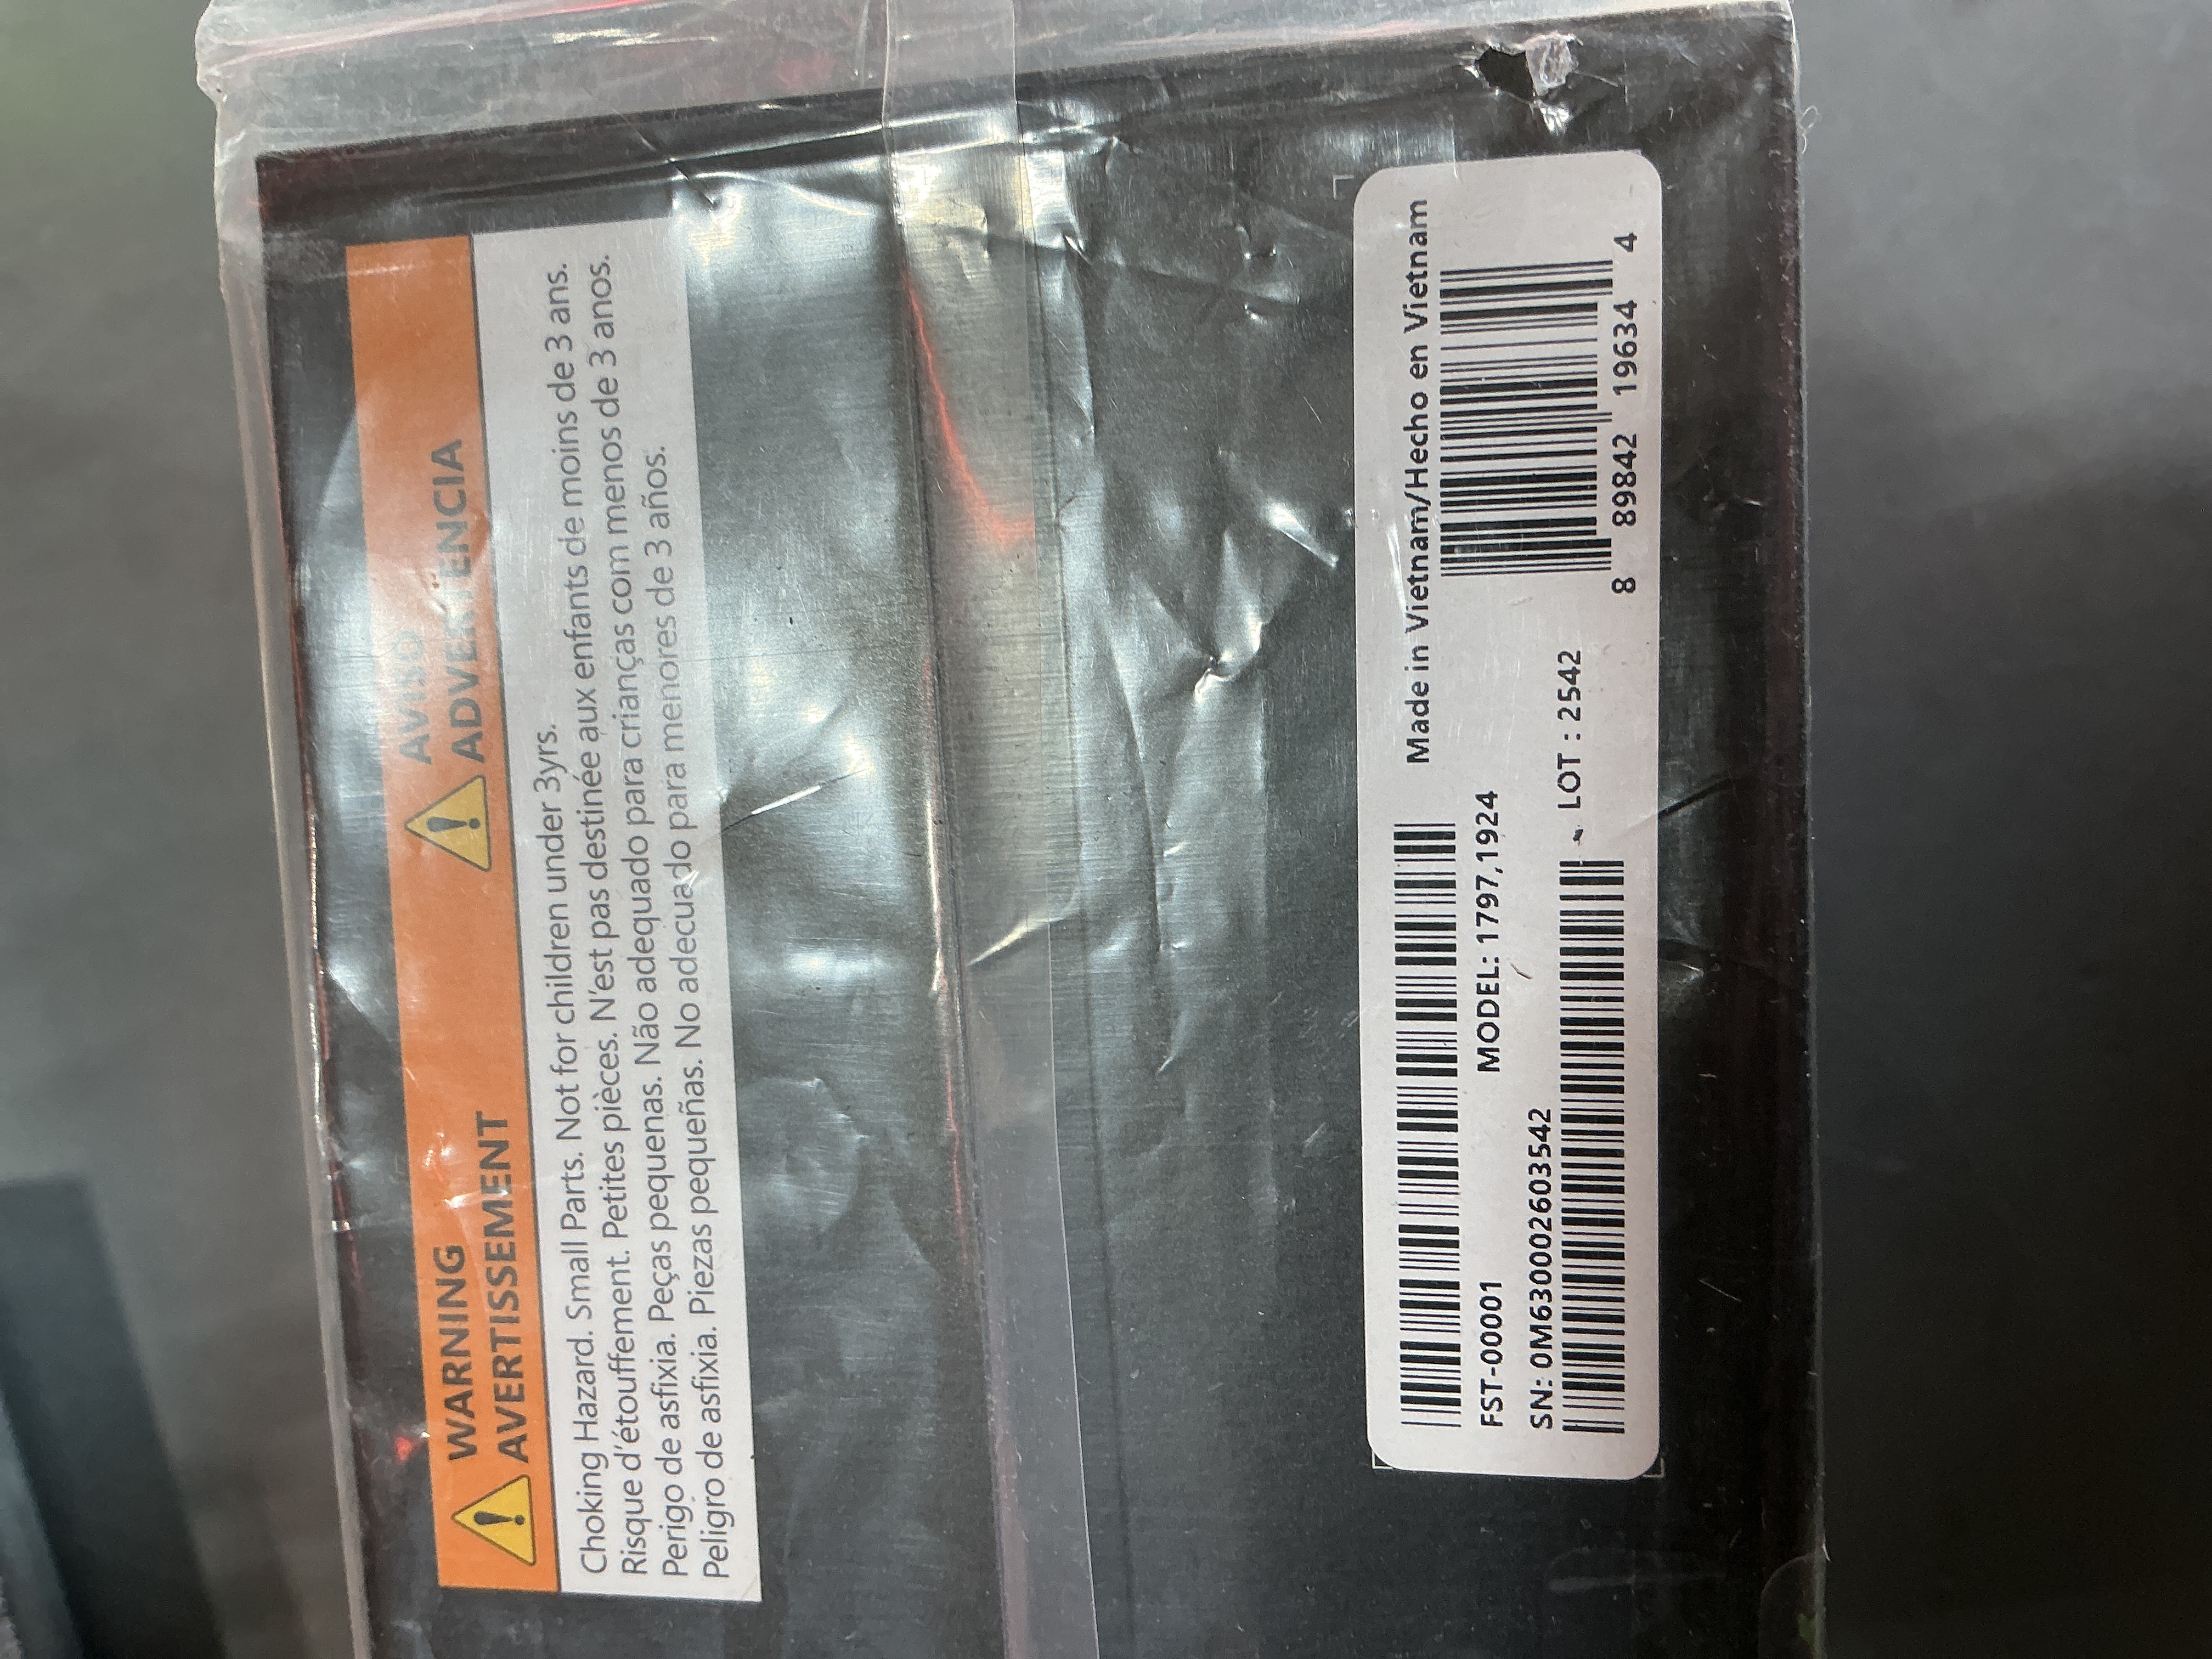 WARNING
AVERTISSEMENT
AVISO
ADVERTENCIA
Choking Hazard. Small Parts. Not for children under 3yrs.
Risque d'étouffement. Petites pièces. N'est pas destinée aux enfants de moins de 3 ans.
Perigo de asfixia. Peças pequenas. Não adequado para crianças com menos de 3 anos.
Peligro de asfixia. Piezas pequeñas. No adecuado para menores de 3 años.
Made in Vietnam/Hecho en Vietnam
FST-00001 MODEL: 1797,1924
SN: 0M630002603542
LOT : 2542
8 89842 19634 4